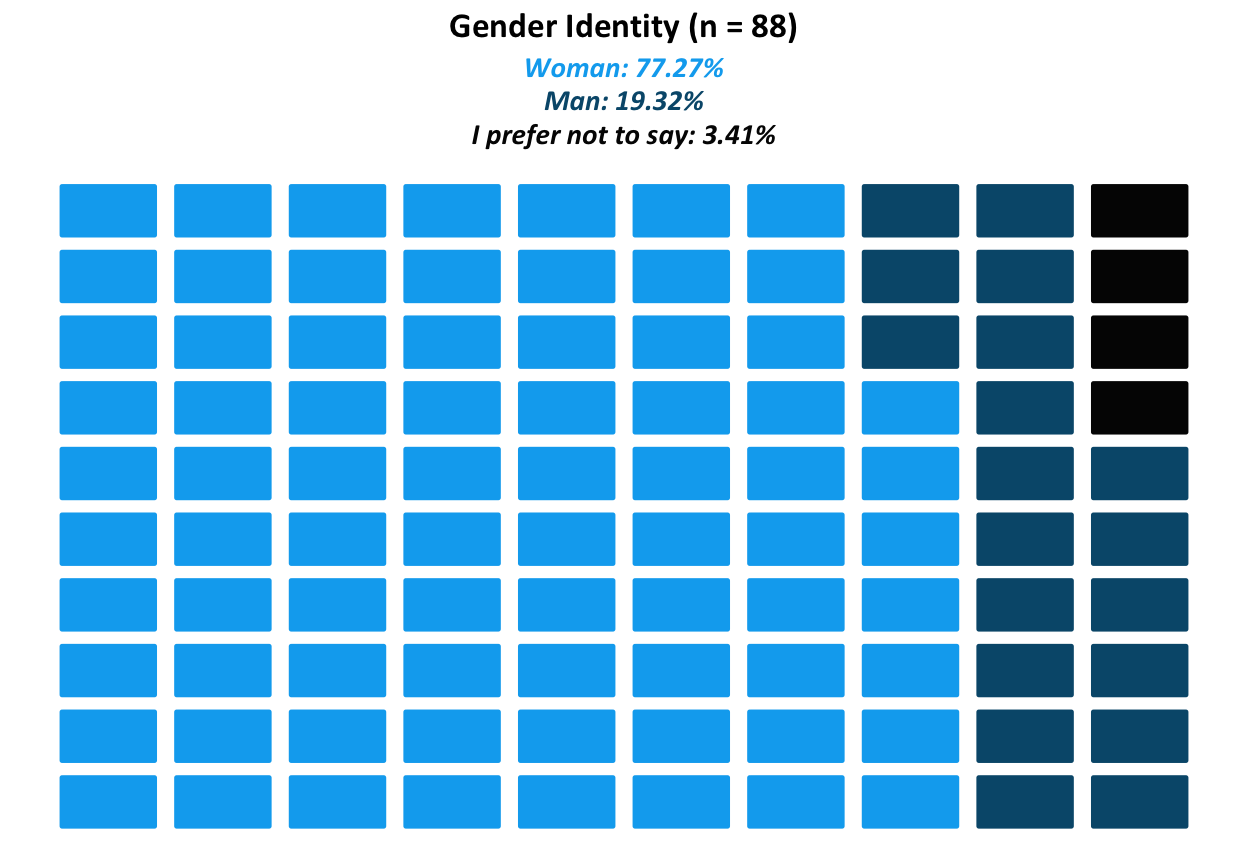 Gender Identity (n = 88)
Woman: 77.27%
Man: 19.32%
I prefer not to say: 3.41%